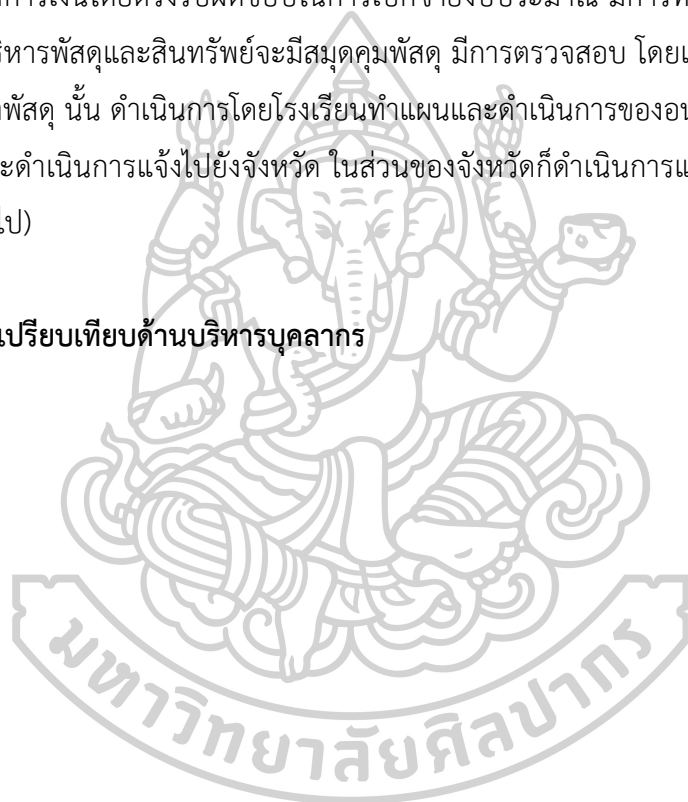 การเงินโดยตรงรับผิดชอบในการเบิกจ่ายงบประมาณ มีการ
ริหารพัสดุและสินทรัพย์จะมีสมุดคุมพัสดุ มีการตรวจสอบ โดย
พัสดุ นั้น ดำเนินการโดยโรงเรียนทำแผนและดำเนินการของ
ะดำเนินการแจ้งไปยังจังหวัด ในส่วนของจังหวัดก็ดำเนินการ
ไป)
เปรียบเทียบด้านบริหารบุคลากร
มหาวิทยาลัยศิลปากร